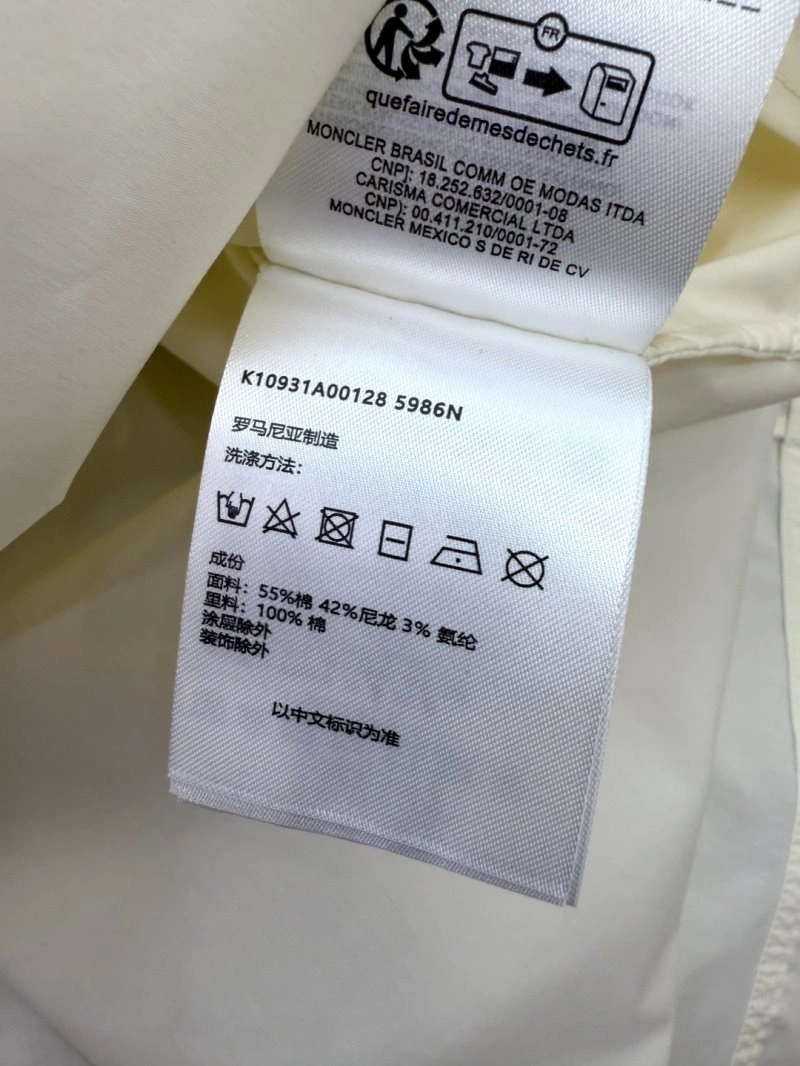 FR
quefairedemesdechets.fr
MONCLER BRASIL COMM OE MODAS ITDA
CNP]: 18.252.632/0001-08
CARISMA COMERCIAL LTDA
CNP): 00.411.210/0001-72
MONCLER MEXICO S DE RI DE CV
K10931A00128 5986N
罗马尼亚制造
洗涤方法:
成份
面料: 55%棉 42%尼龙 3% 氨纶
里料: 100% 棉
涂层除外
装饰除外
以中文标识为准